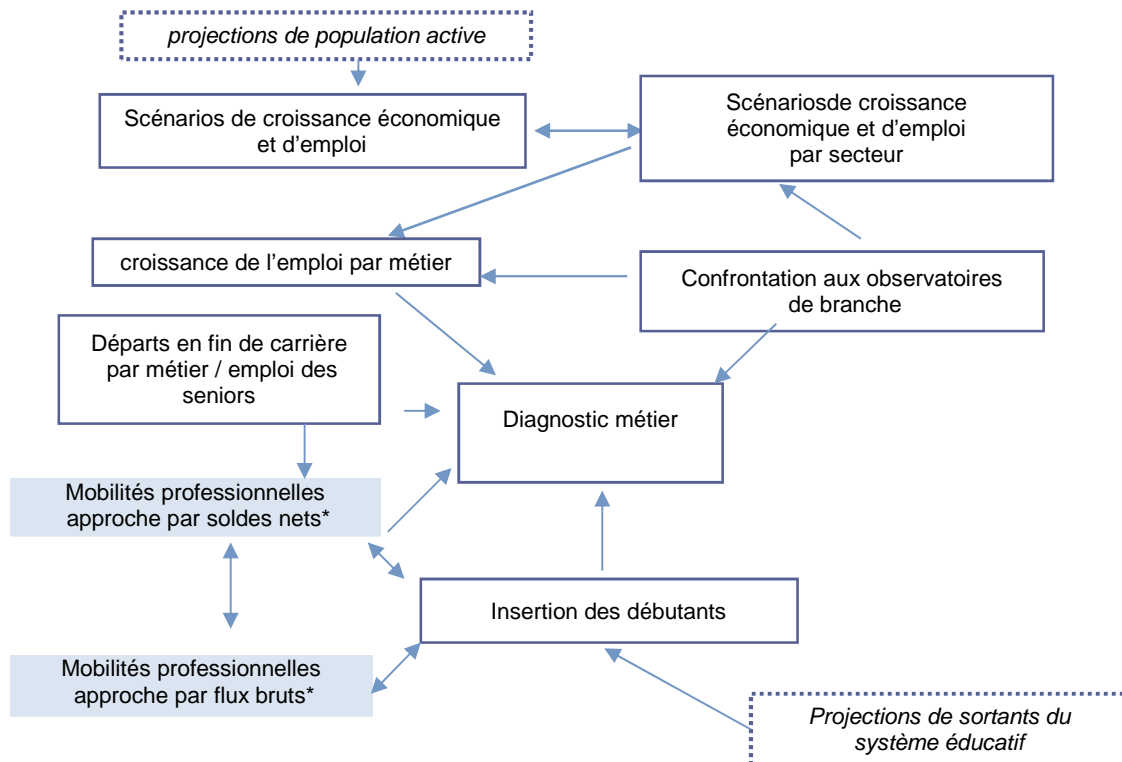 projections de population active
Scénarios de croissance économique
et d'emploi
Scénariosde croissance
économique et d'emploi
par secteur
croissance de l'emploi par métier
Confrontation aux observatoires
de branche
Départs en fin de carrière
par métier / emploi des
seniors
Diagnostic métier
Mobilités professionnelles
approche par soldes nets*
Insertion des débutants
Mobilités professionnelles
approche par flux bruts*
Projections de sortants du
système éducatif